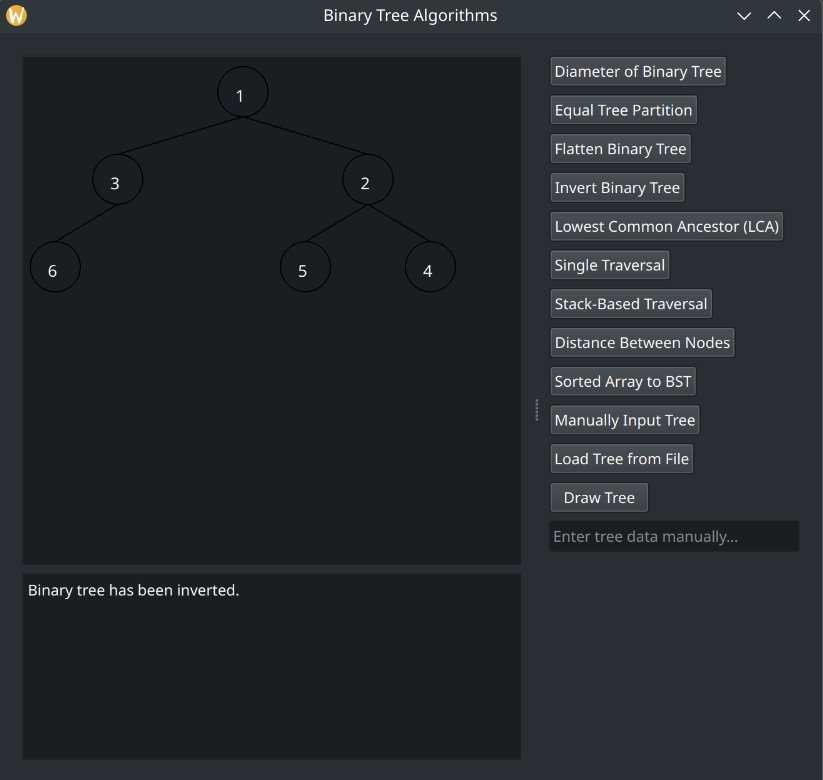 W
Binary Tree Algorithms
1
3
2
6
5
4
Binary tree has been inverted.
Diameter of Binary Tree
Equal Tree Partition
Flatten Binary Tree
Invert Binary Tree
Lowest Common Ancestor (LCA)
Single Traversal
Stack-Based Traversal
Distance Between Nodes
Sorted Array to BST
Manually Input Tree
Load Tree from File
Draw Tree
Enter tree data manually...